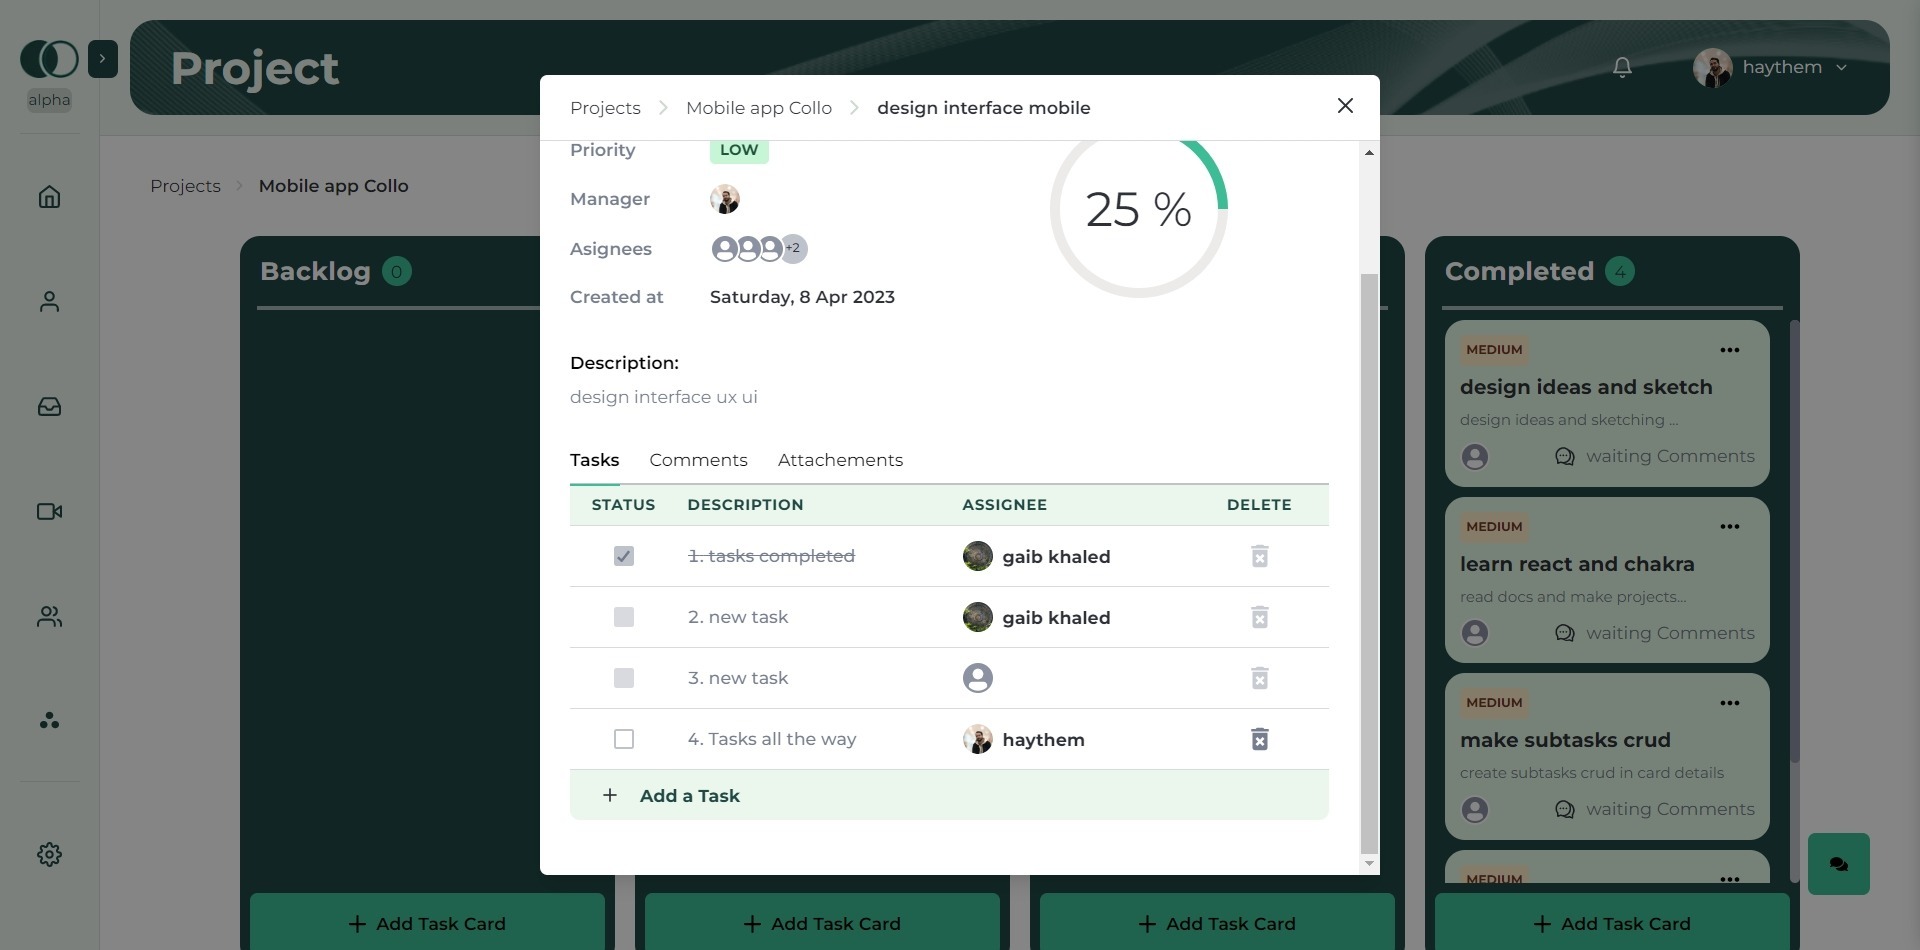 Project
alpha
haythem
Projects
Mobile app Collo
Projects
Mobile app Collo
design interface mobile
Priority
LOW
Manager
Asignees
+2
Created at
Saturday, 8 Apr 2023
25 %
Description:
design interface ux ui
Tasks
Comments
Attachements
STATUS DESCRIPTION ASSIGNEE DELETE
1. tasks completed gaib khaled
2. new task gaib khaled
3. new task
4. Tasks all the way haythem
+ Add a Task
Backlog 0
Completed 4
MEDIUM
design ideas and sketch
design ideas and sketching ...
waiting Comments
MEDIUM
learn react and chakra
read docs and make projects...
waiting Comments
MEDIUM
make subtasks crud
create subtasks crud in card details
waiting Comments
MEDIUM
+ Add Task Card
+ Add Task Card
+ Add Task Card
+ Add Task Card